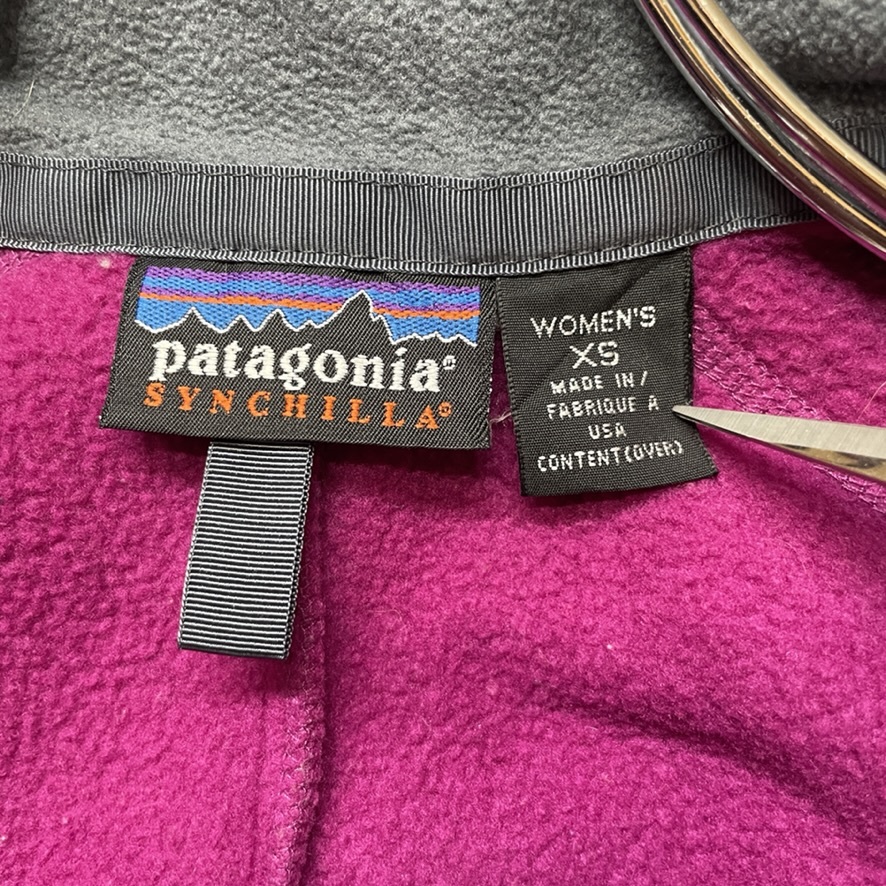 patagonia®
SYNCHILLA®
WOMEN'S
XS
MADE IN/
FABRIQUE A
USA
CONTENT(OVER)